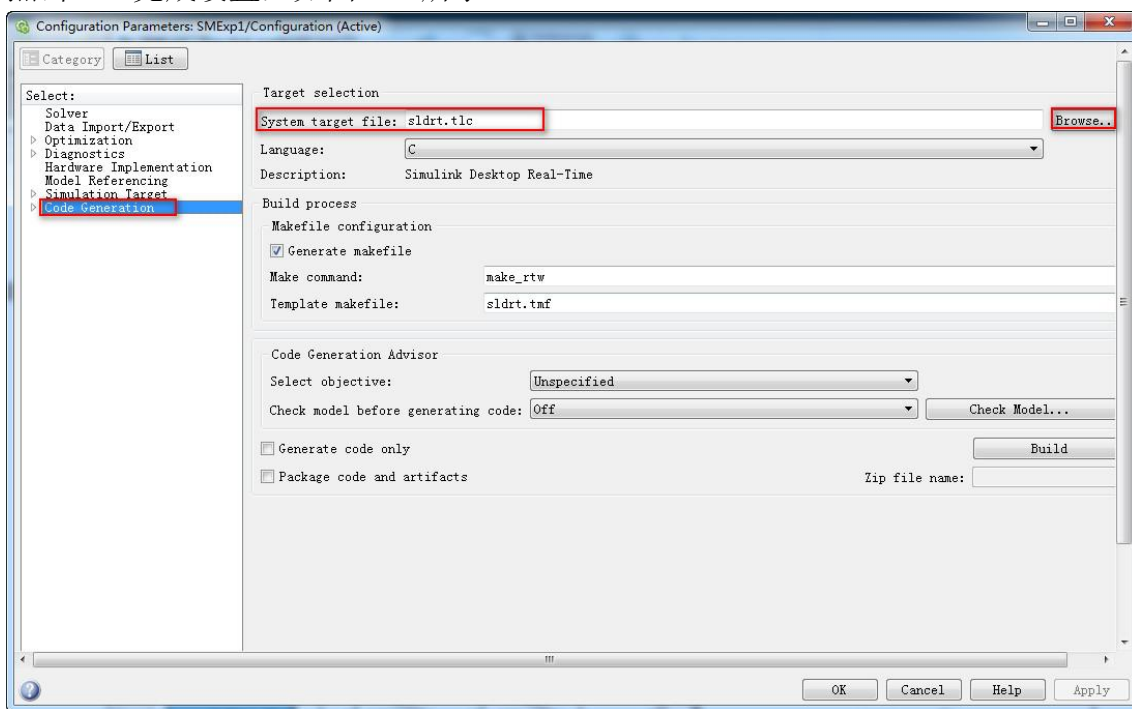 Configuration Parameters: SMExp1/Configuration (Active)
Category List
Select:
Solver
Data Import/Export
Optimization
Diagnostics
Hardware Implementation
Model Referencing
Simulation Target
Code Generation
Target selection
System target file: sldrt.tlc Browse..
Language: C
Description: Simulink Desktop Real-Time
Build process
Makefile configuration
Generate makefile
Make command: make_rtw
Template makefile: sldrt.tmf
Code Generation Advisor
Select objective: Unspecified
Check model before generating code: Off Check Model...
Generate code only Build
Package code and artifacts Zip file name:
OK Cancel Help Apply